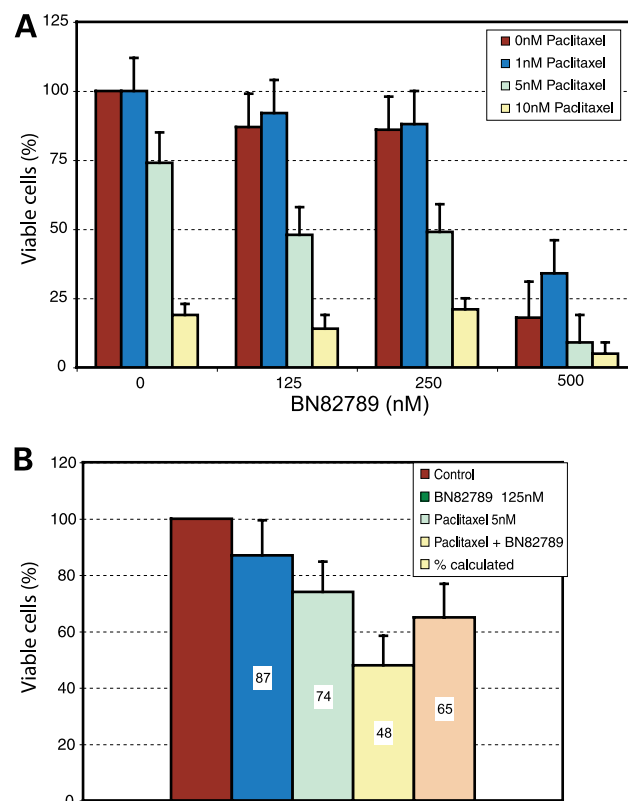 A
125
100
75
50
25
0
Viable cells (%)
0nM Paclitaxel
1nM Paclitaxel
5nM Paclitaxel
10nM Paclitaxel
0 125 250 500
BN82789 (nM)
B
120
100
80
60
40
20
0
Viable cells (%)
Control
BN82789 125nM
Paclitaxel 5nM
Paclitaxel + BN82789
% calculated
87
74
48
65